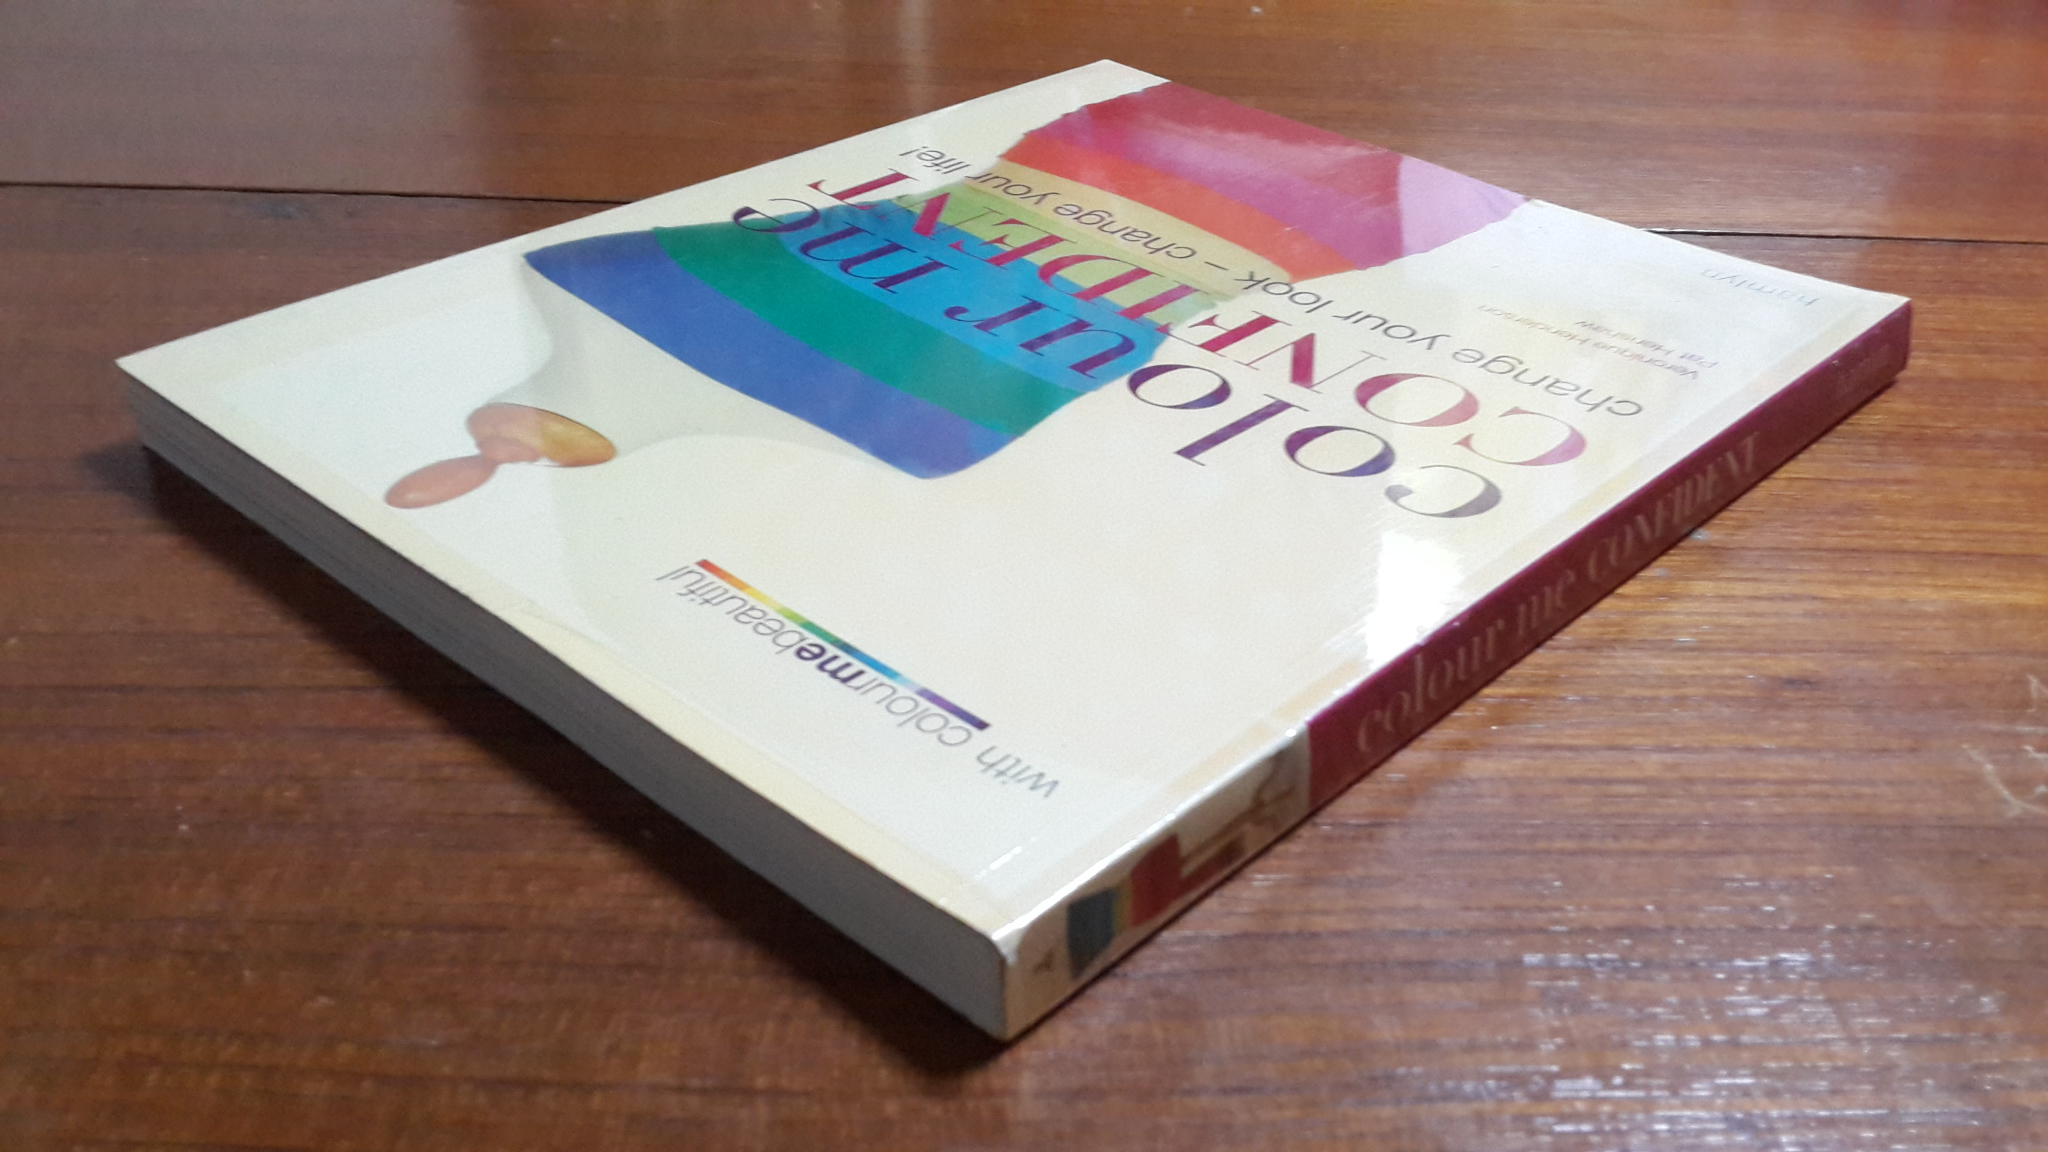 with colourmebeautiful
colour me
CONFIDENT
change your look – change your life!
Veronique Henderson
Pat Henshaw
hamlyn
colour me CONFIDENT